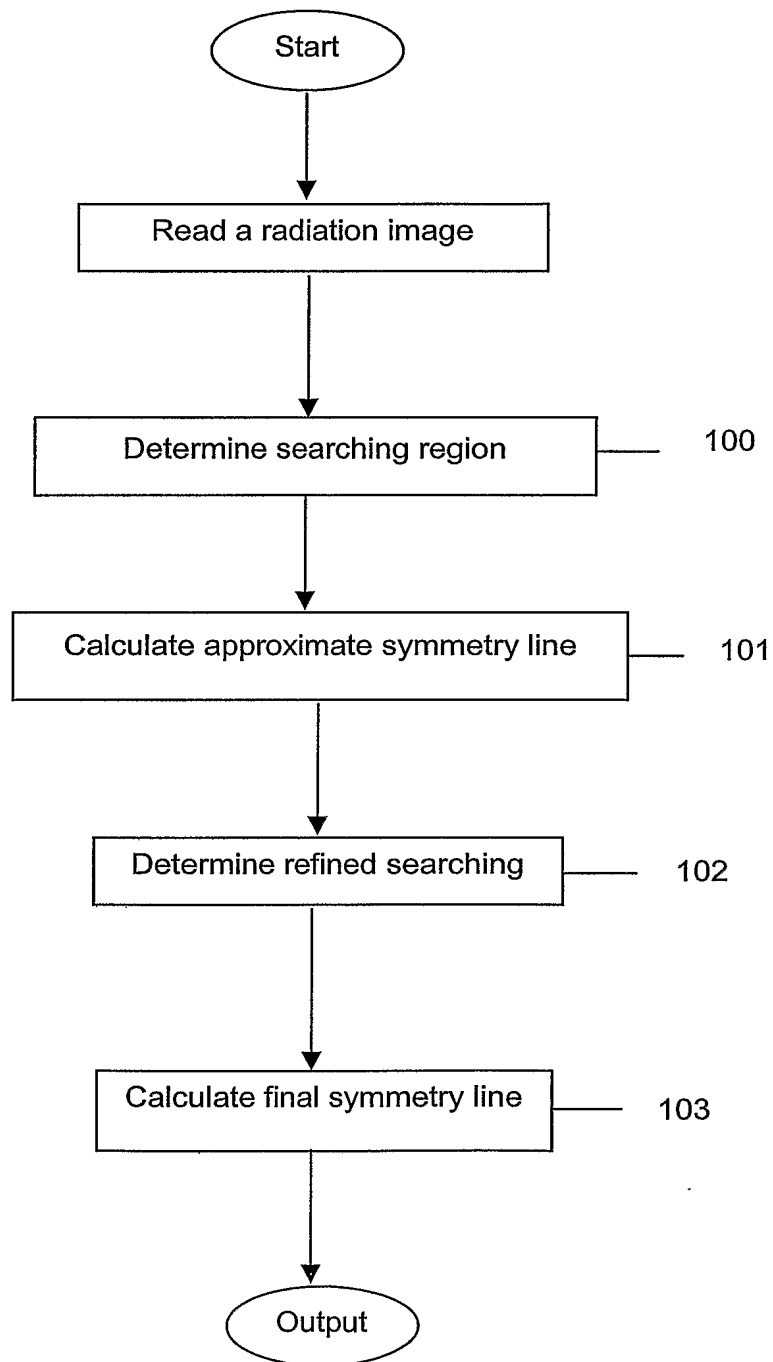 Start
Read a radiation image
Determine searching region
100
Calculate approximate symmetry line
101
Determine refined searching
102
Calculate final symmetry line
103
Output